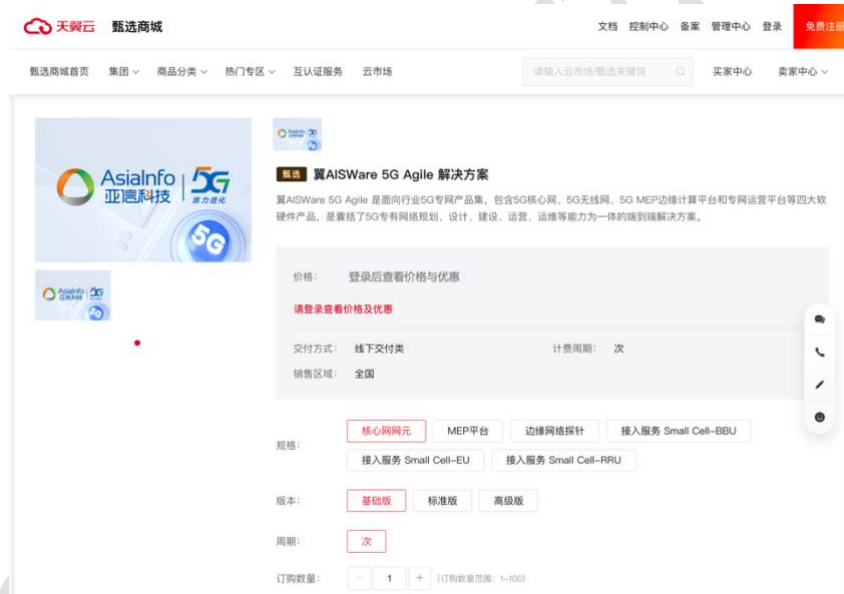 天翼云 甄选商城 文档 控制中心 备案 管理中心 登录 免费注册
甄选商城首页 集团 商品分类 热门专区 互认证服务 云市场 请输入云市场/甄选关键词 买家中心 卖家中心
AsiaInfo 5G
亚信科技 原力进化
5G
甄选 翼AISWare 5G Agile 解决方案
翼AISWare 5G Agile 是面向行业5G专网产品集，包含5G核心网、5G无线网、5G MEP边缘计算平台和专网运营平台等四大软
硬件产品，是囊括了5G专有网络规划、设计、建设、运营、运维等能力为一体的端到端解决方案。
价格： 登录后查看价格与优惠
请登录查看价格及优惠
交付方式： 线下交付类 计费周期： 次
销售区域： 全国
规格： 核心网网元 MEP平台 边缘网络探针 接入服务 Small Cell-BBU
接入服务 Small Cell-EU 接入服务 Small Cell-RRU
版本： 基础版 标准版 高级版
周期： 次
订购数量： － 1 + (订购数量范围：1-100)